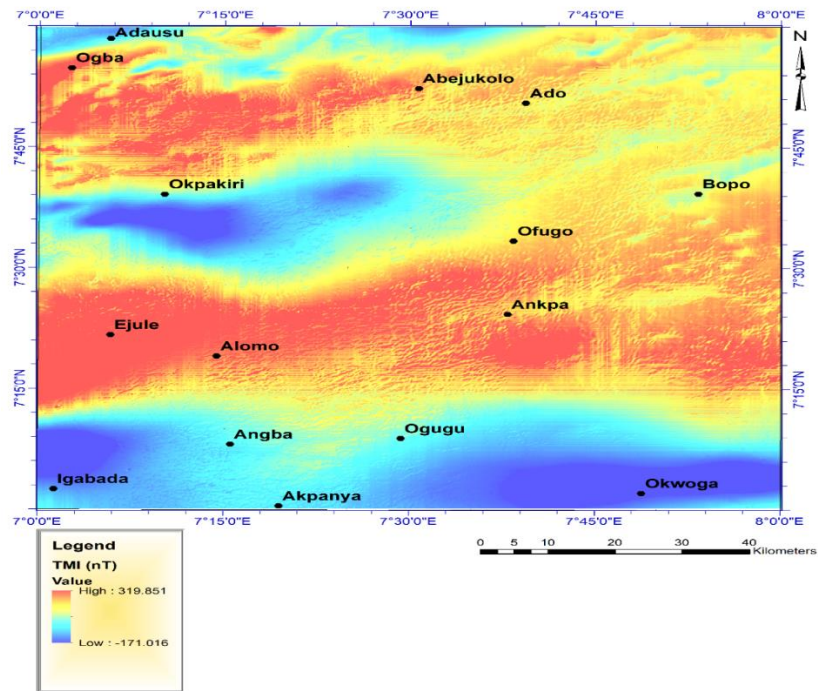 7°0'0"E 7°15'0"E 7°30'0"E 7°45'0"E 8°0'0"E
Adausu
Ogba
Abejukolo
Ado
7°45'0"N 7°45'0"N
Okpakiri
Bopo
Ofugo
7°30'0"N 7°30'0"N
Ankpa
Ejule
Alomo
7°15'0"N 7°15'0"N
Angba
Ogugu
Igabada
Okwoga
Akpanya
7°0'0"E 7°15'0"E 7°30'0"E 7°45'0"E 8°0'0"E
Legend
TMI (nT)
Value
High : 319.851
Low : -171.016
0 5 10 20 30 40
Kilometers